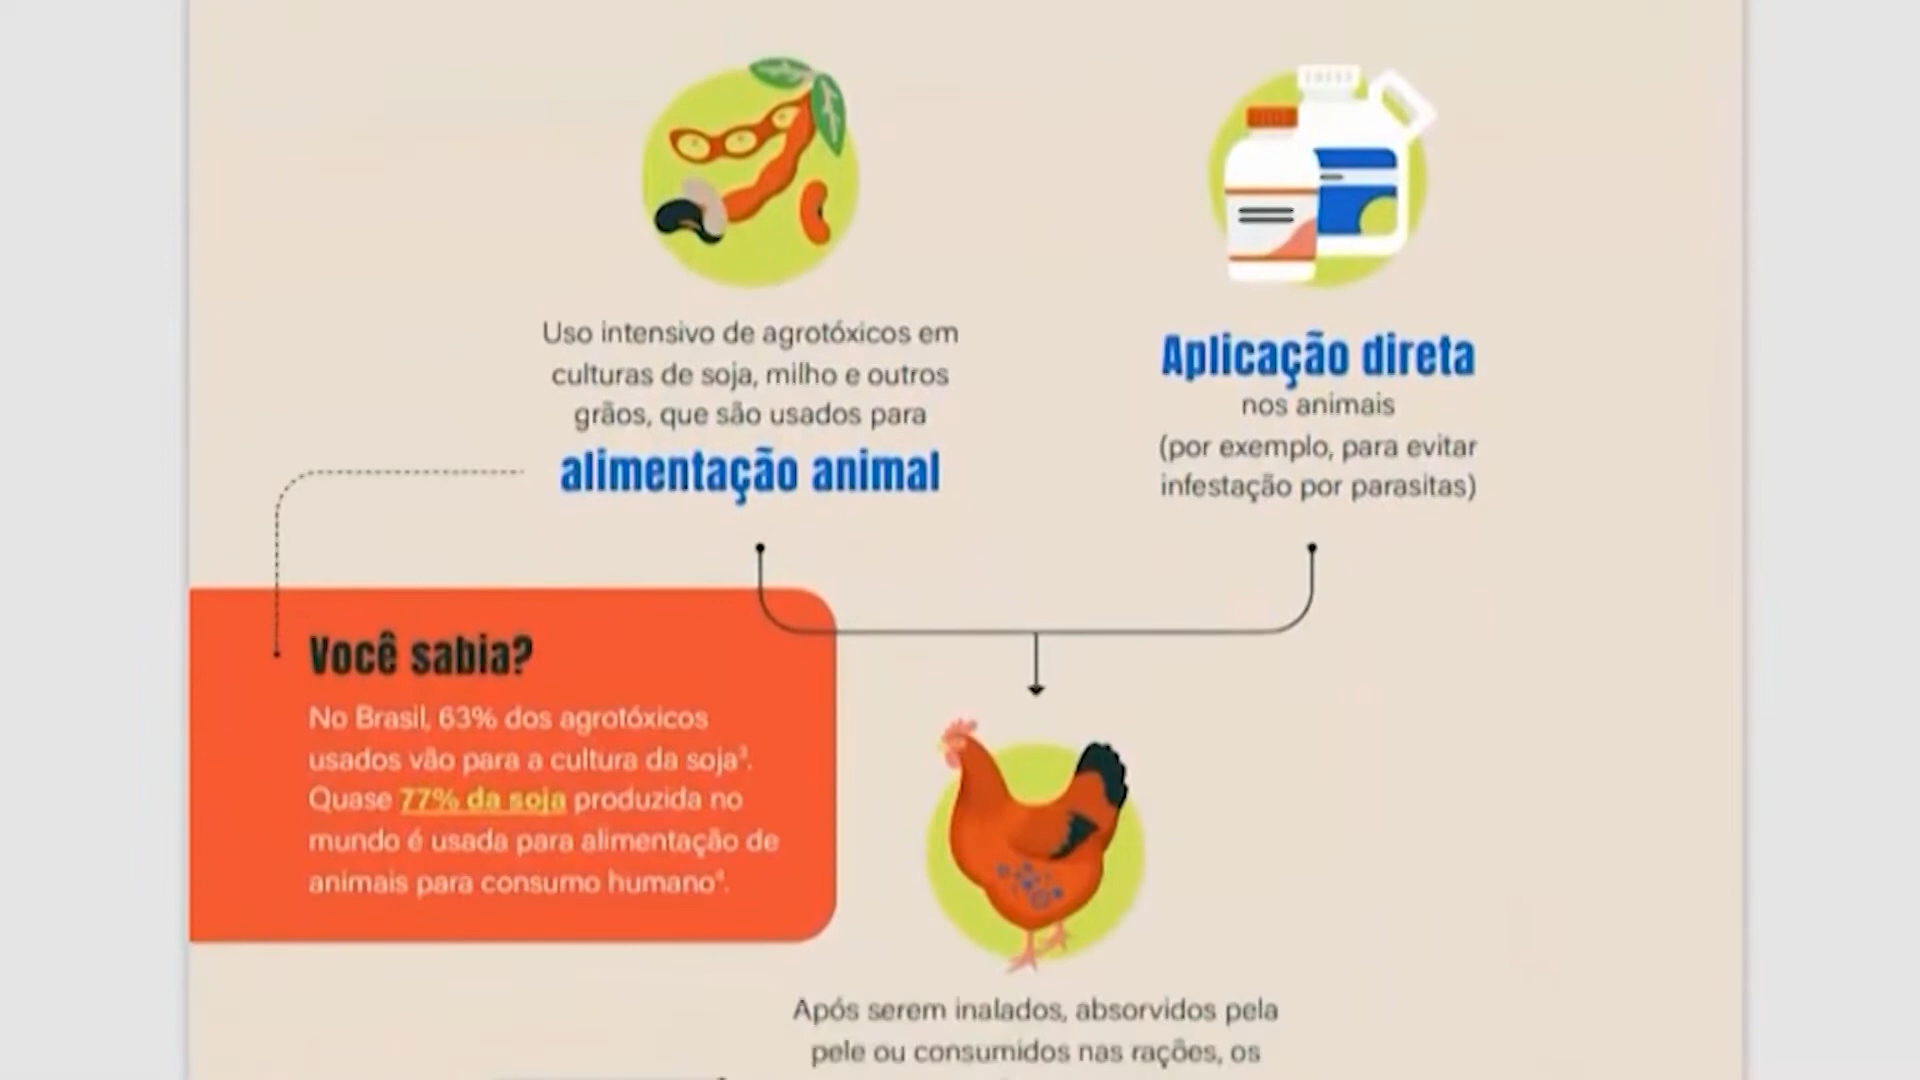 Uso intensivo de agrotóxicos em
culturas de soja, milho e outros
grãos, que são usados para
alimentação animal
Aplicação direta
nos animais
(por exemplo, para evitar
infestação por parasitas)
Você sabia?
No Brasil, 63% dos agrotóxicos
usados vão para a cultura da soja³.
Quase 77% da soja produzida no
mundo é usada para alimentação de
animais para consumo humano⁴.
Após serem inalados, absorvidos pela
pele ou consumidos nas rações, os